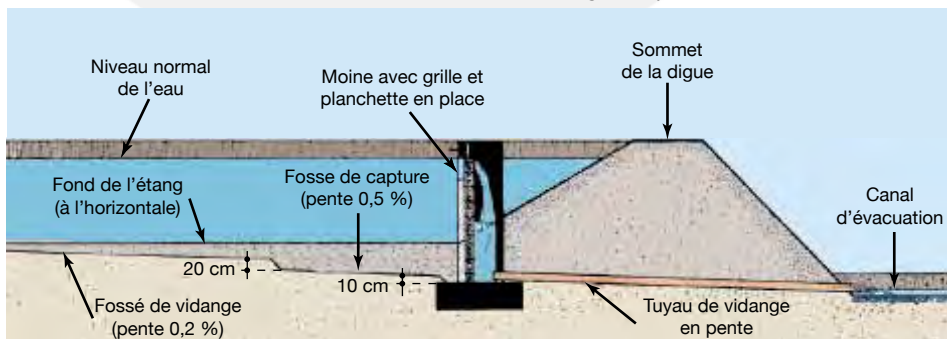 Sommet
de la digue
Niveau normal
de l'eau
Moine avec grille et
planchette en place
Fond de l'étang
(à l'horizontale)
Fosse de capture
(pente 0,5 %)
Canal
d'évacuation
20 cm
10 cm
Fossé de vidange
(pente 0,2 %)
Tuyau de vidange
en pente